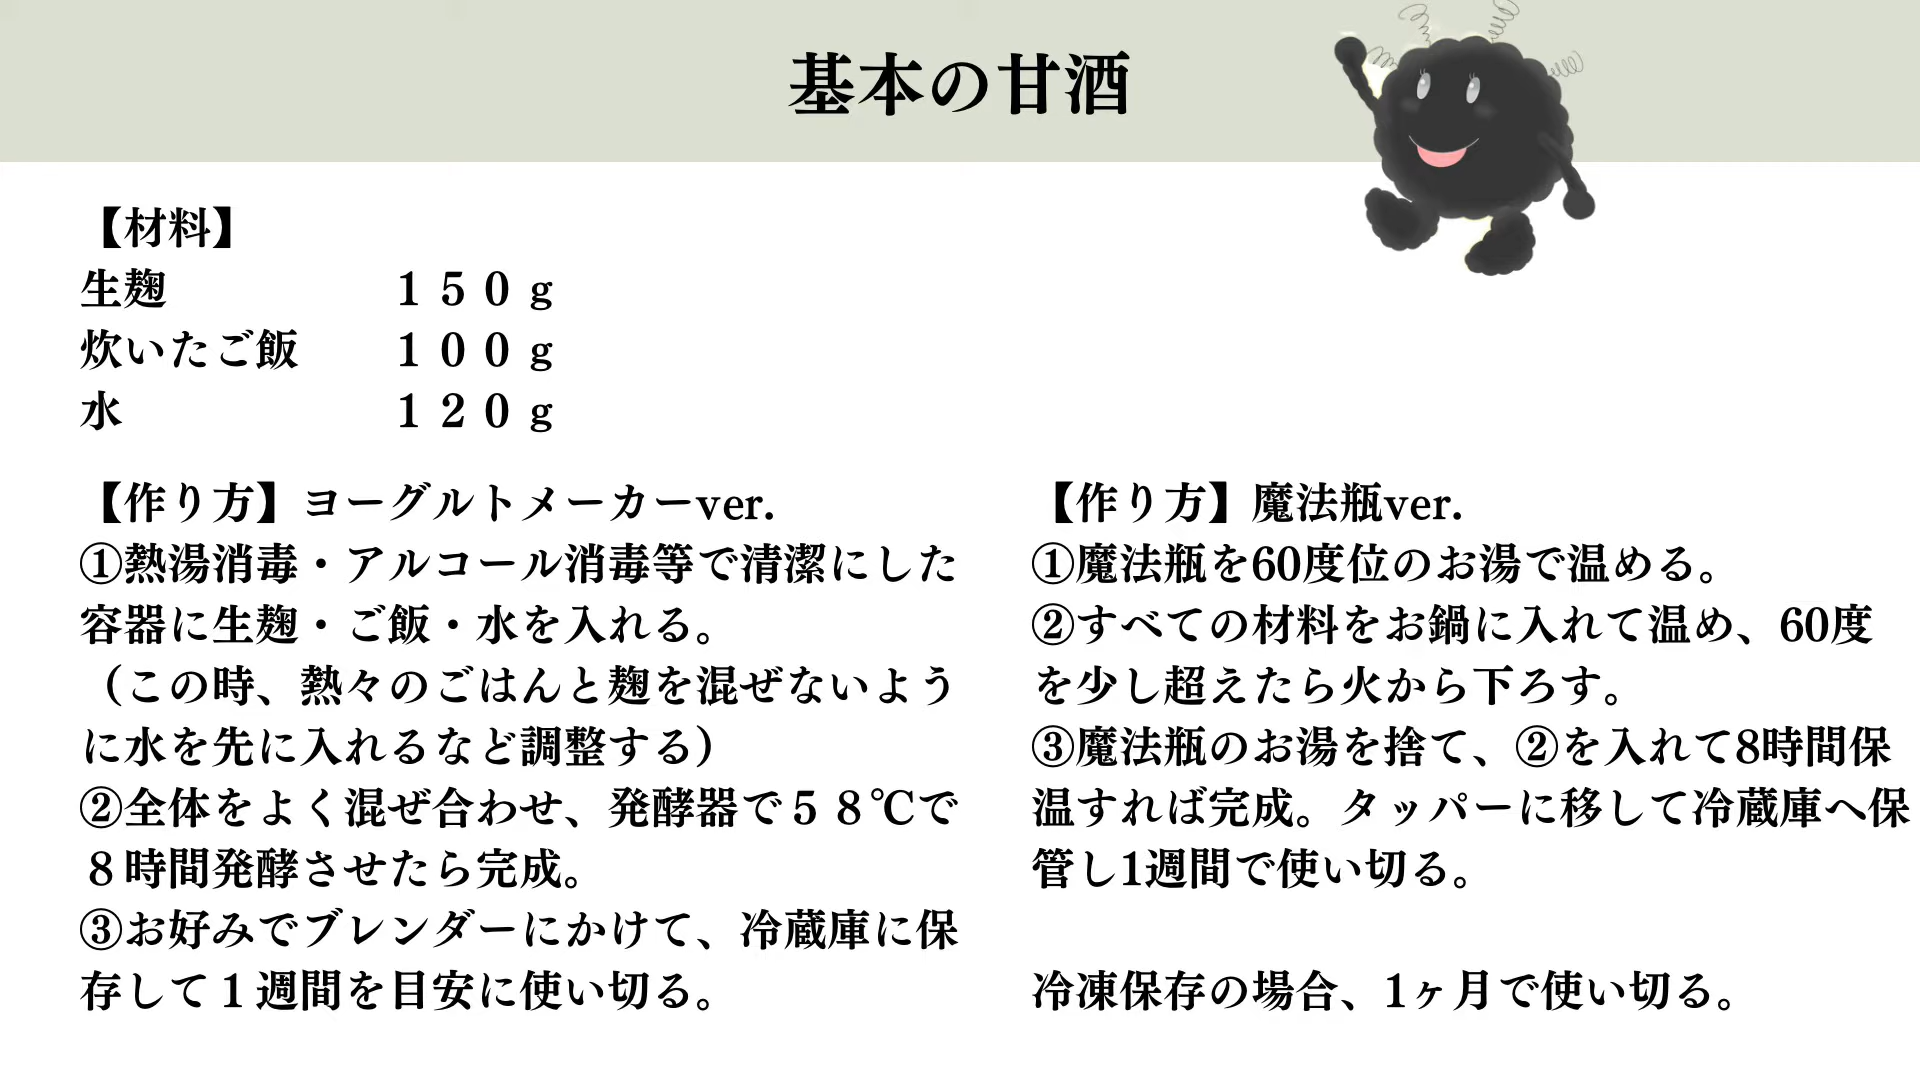 基本の甘酒
【材料】
生麹　　　　　１５０ｇ
炊いたご飯　　１００ｇ
水　　　　　　１２０ｇ
【作り方】ヨーグルトメーカーver.
①熱湯消毒・アルコール消毒等で清潔にした
容器に生麹・ご飯・水を入れる。
（この時、熱々のごはんと麹を混ぜないよう
に水を先に入れるなど調整する）
②全体をよく混ぜ合わせ、発酵器で５８℃で
８時間発酵させたら完成。
③お好みでブレンダーにかけて、冷蔵庫に保
存して１週間を目安に使い切る。
【作り方】魔法瓶ver.
①魔法瓶を60度位のお湯で温める。
②すべての材料をお鍋に入れて温め、60度
を少し超えたら火から下ろす。
③魔法瓶のお湯を捨て、②を入れて8時間保
温すれば完成。タッパーに移して冷蔵庫へ保
管し1週間で使い切る。
冷凍保存の場合、1ヶ月で使い切る。